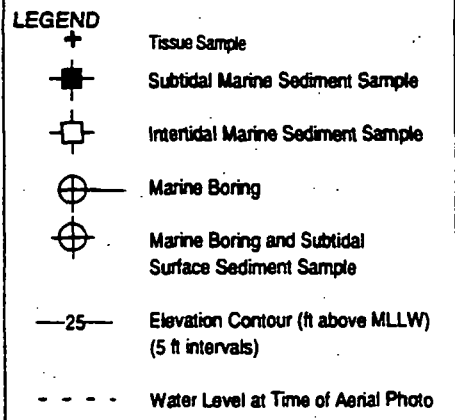 LEGEND
Tissue Sample
Subtidal Marine Sediment Sample
Intertidal Marine Sediment Sample
Marine Boring
Marine Boring and Subtidal
Surface Sediment Sample
25
Elevation Contour (ft above MLLW)
(5 ft intervals)
Water Level at Time of Aerial Photo